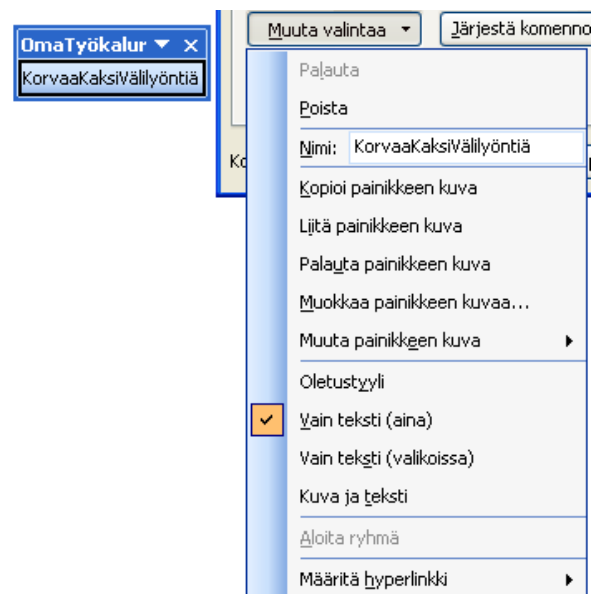 OmaTyökalur
KorvaaKaksiVälilyöntiä
Muuta valintaa
Järjestä komenno
Palauta
Poista
Nimi: KorvaaKaksiVälilyöntiä
Ko
Kopioi painikkeen kuva
Liitä painikkeen kuva
Palauta painikkeen kuva
Muokkaa painikkeen kuvaa...
Muuta painikkeen kuva
Oletustyyli
Vain teksti (aina)
Vain teksti (valikoissa)
Kuva ja teksti
Aloita ryhmä
Määritä hyperlinkki